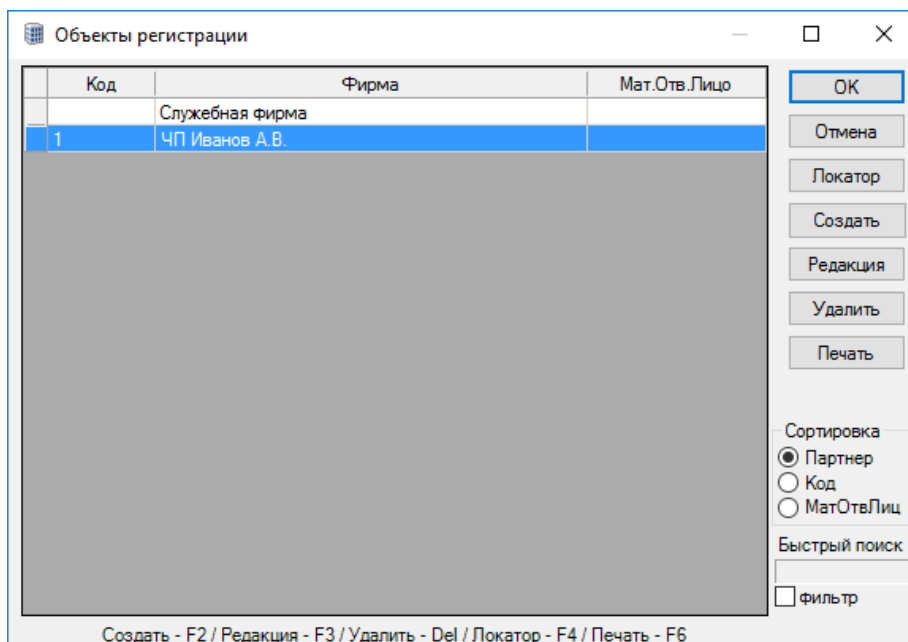 Объекты регистрации
Код Фирма Мат.Отв.Лицо
Служебная фирма
1 ЧП Иванов А.В.
OK
Отмена
Локатор
Создать
Редакция
Удалить
Печать
Сортировка
Партнер
Код
МатОтвЛиц
Быстрый поиск
фильтр
Создать - F2 / Редакция - F3 / Удалить - Del / Локатор - F4 / Печать - F6